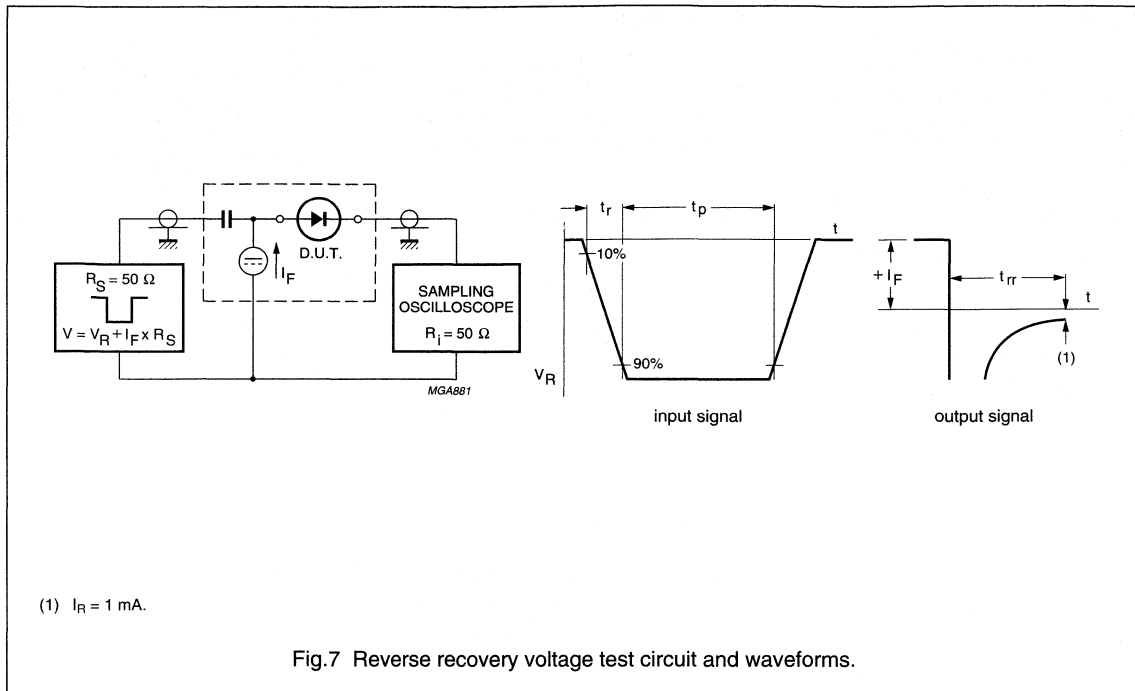 R_S = 50 Ω
V = V_R + I_F x R_S
D.U.T.
I_F
SAMPLING
OSCILLOSCOPE
R_i = 50 Ω
MGA881
t_r
t_p
t
10%
90%
V_R
input signal
+ I_F
t_rr
t
(1)
output signal
(1) I_R = 1 mA.
Fig.7 Reverse recovery voltage test circuit and waveforms.